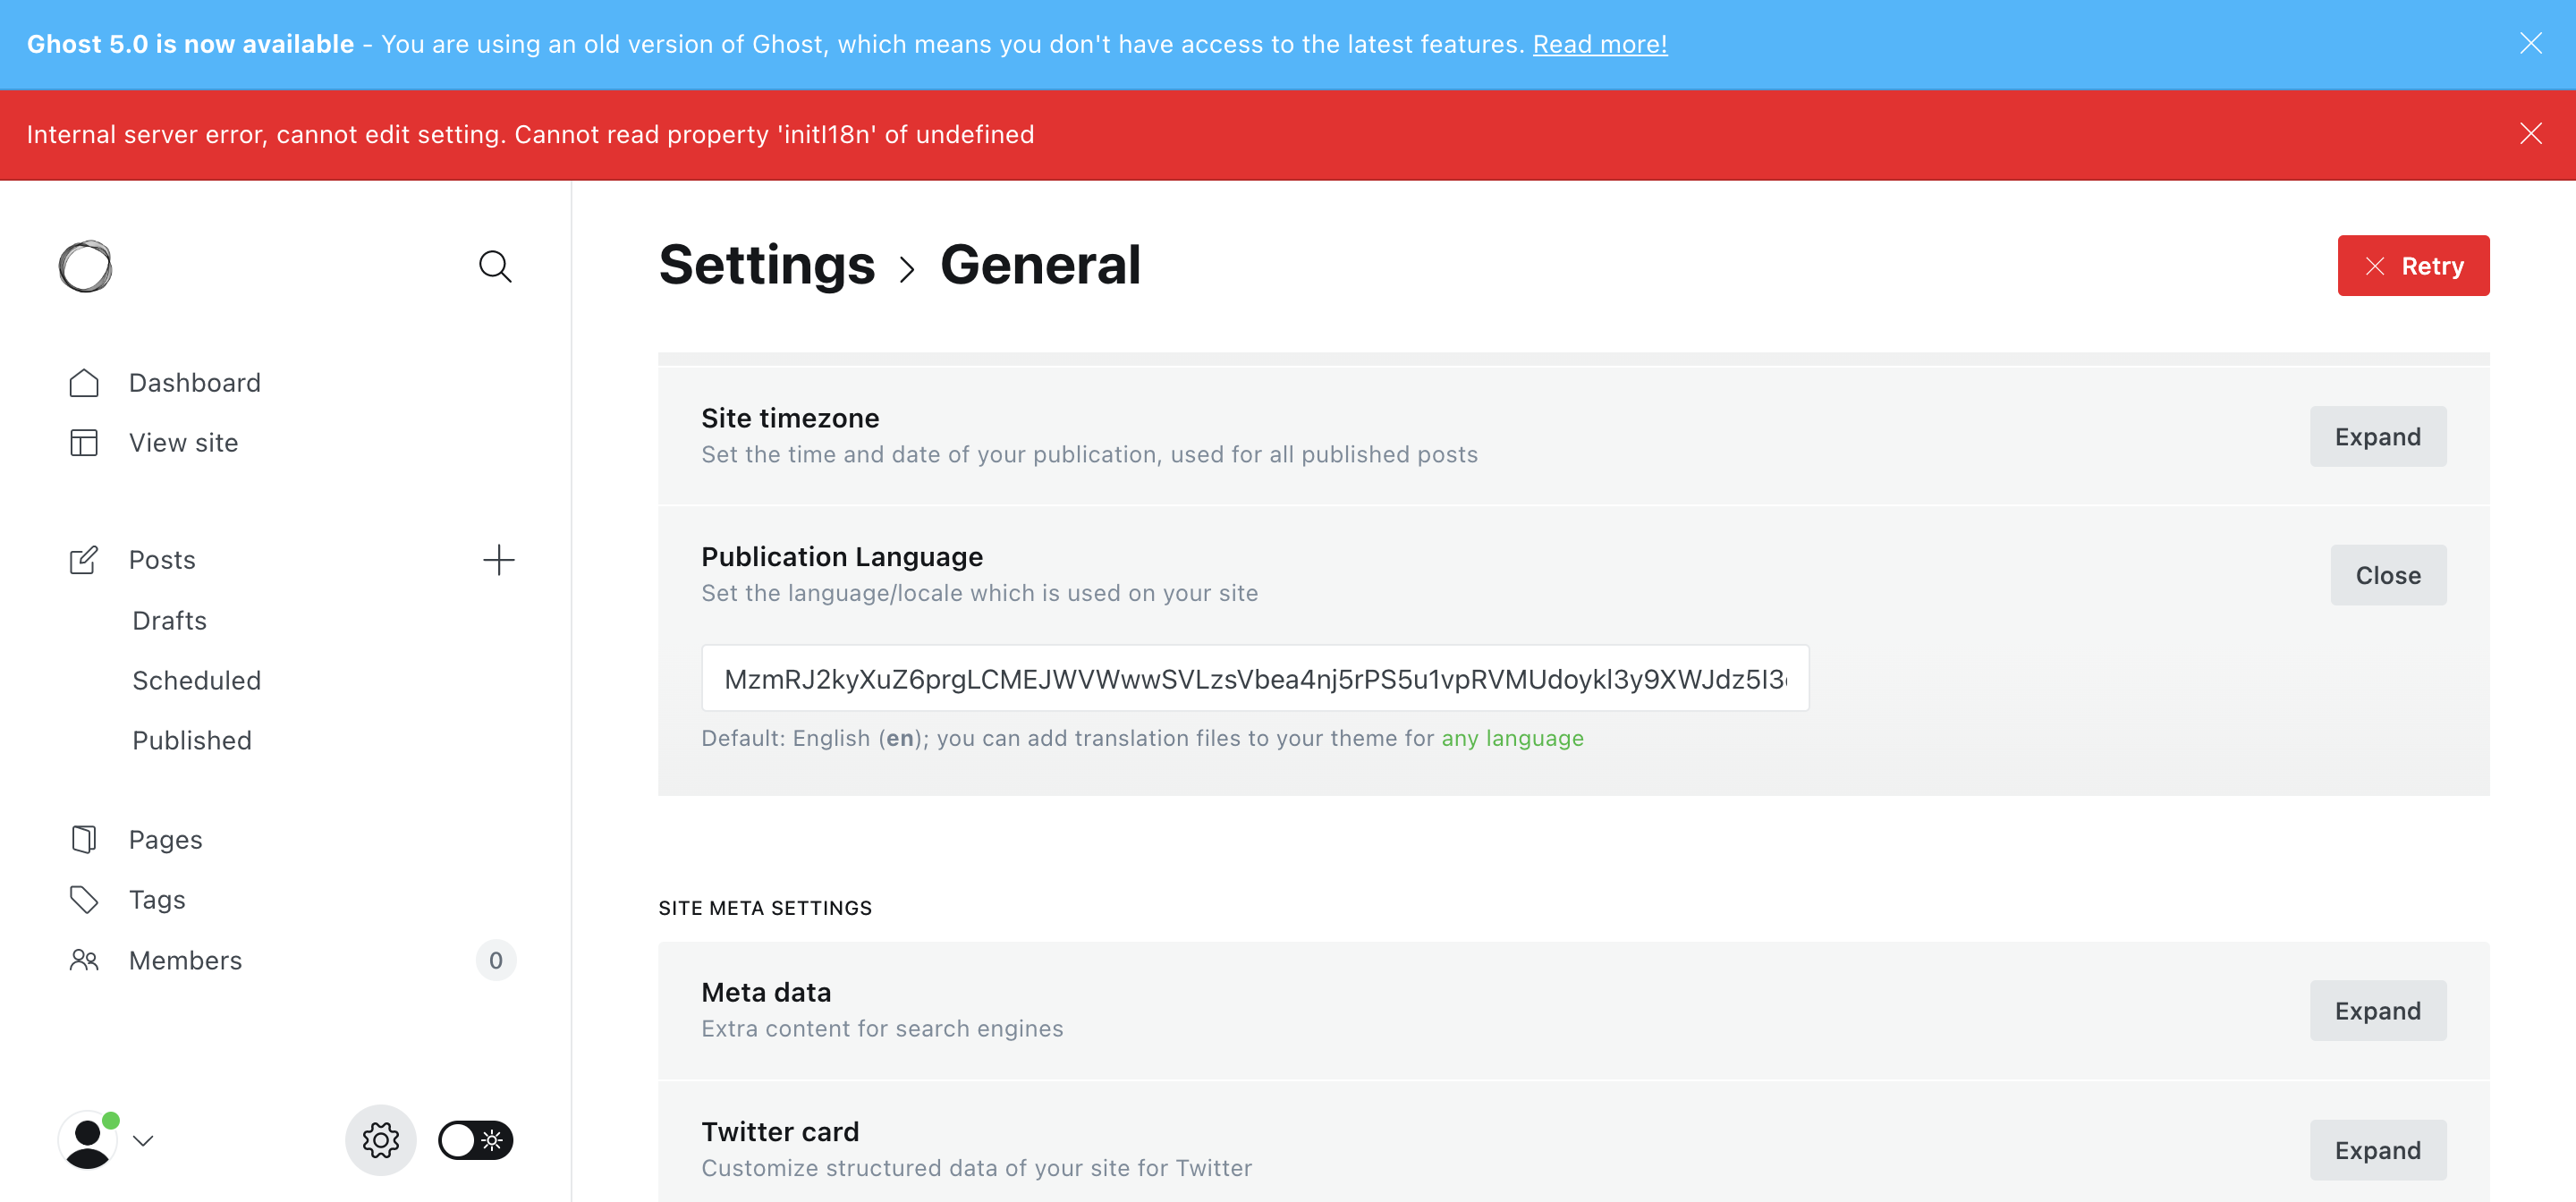 Ghost 5.0 is now available - You are using an old version of Ghost, which means you don't have access to the latest features. Read more!
Internal server error, cannot edit setting. Cannot read property 'initI18n' of undefined
Settings > General
Retry
Dashboard
View site
Posts
Drafts
Scheduled
Published
Pages
Tags
Members
0
Site timezone
Set the time and date of your publication, used for all published posts
Expand
Publication Language
Set the language/locale which is used on your site
Close
Default: English (en); you can add translation files to your theme for any language
SITE META SETTINGS
Meta data
Extra content for search engines
Expand
Twitter card
Customize structured data of your site for Twitter
Expand